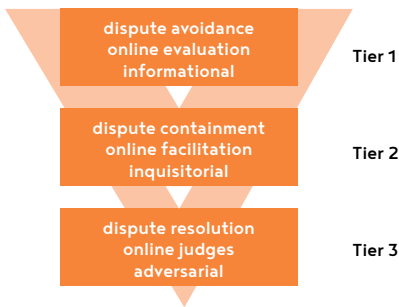 dispute avoidance
online evaluation
informational
Tier 1
dispute containment
online facilitation
inquisitorial
Tier 2
dispute resolution
online judges
adversarial
Tier 3